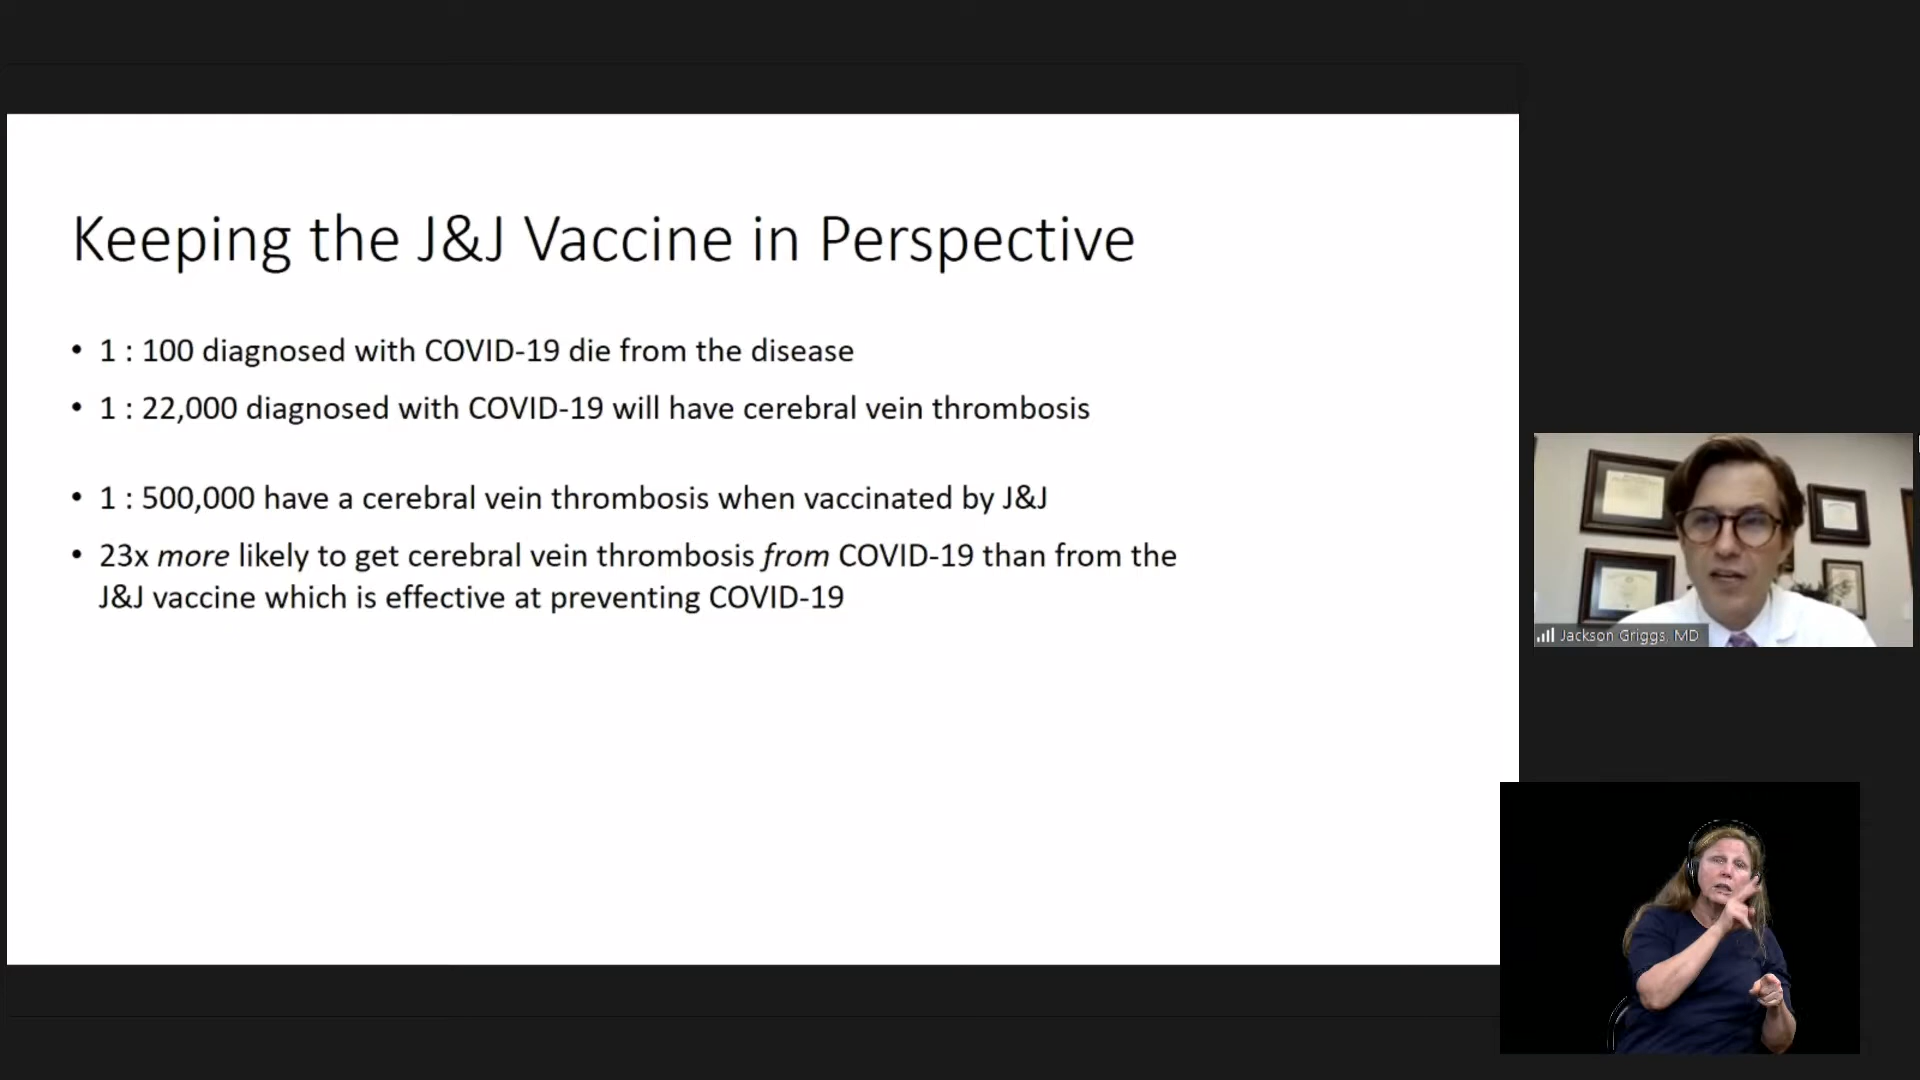 Keeping the J&J Vaccine in Perspective
• 1 : 100 diagnosed with COVID-19 die from the disease
• 1 : 22,000 diagnosed with COVID-19 will have cerebral vein thrombosis
• 1 : 500,000 have a cerebral vein thrombosis when vaccinated by J&J
• 23x more likely to get cerebral vein thrombosis from COVID-19 than from the
J&J vaccine which is effective at preventing COVID-19
Jackson Griggs, MD